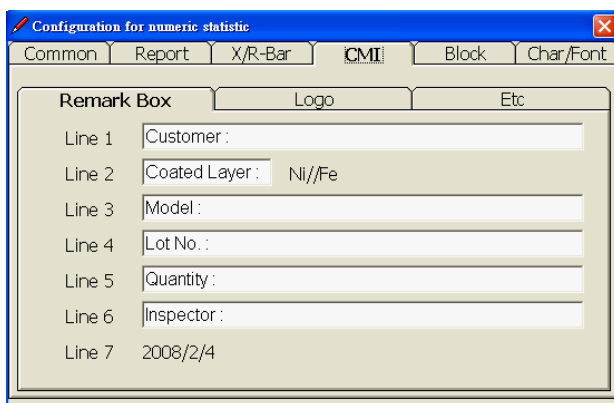 Configuration for numeric statistic
Common Report X/R-Bar CMI Block Char/Font
Remark Box Logo Etc
Line 1 Customer :
Line 2 Coated Layer : Ni//Fe
Line 3 Model :
Line 4 Lot No. :
Line 5 Quantity :
Line 6 Inspector :
Line 7 2008/2/4